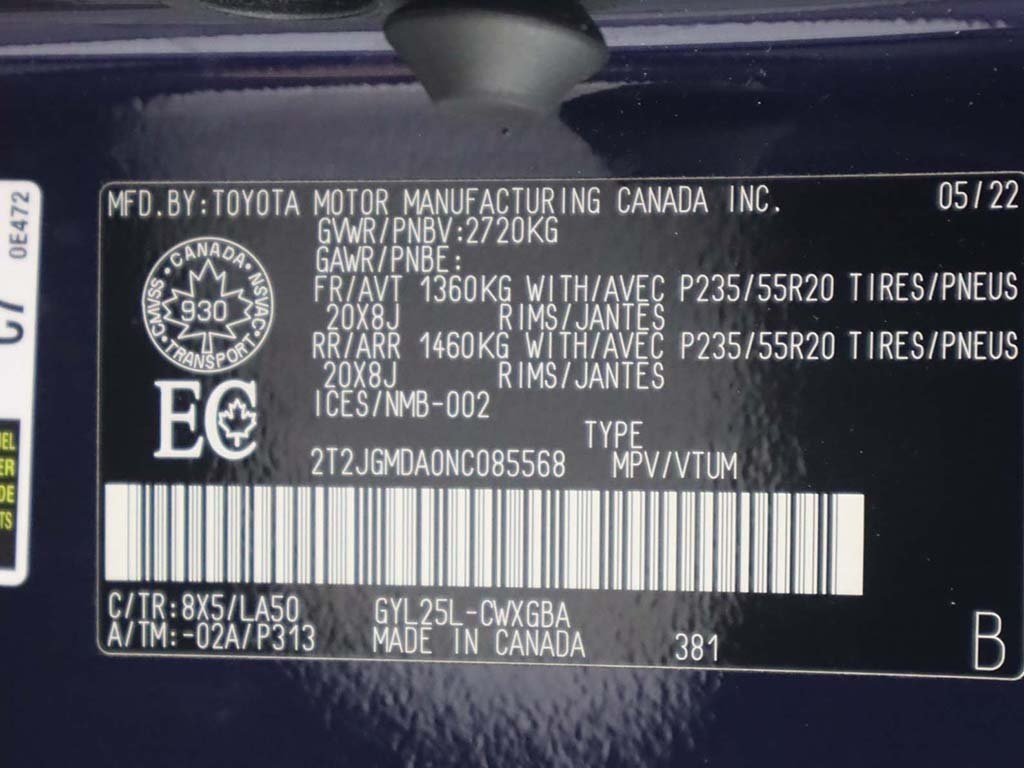 MFD.BY:TOYOTA MOTOR MANUFACTURING CANADA INC. 05/22
GVWR/PNBV:2720KG
GAWR/PNBE:
FR/AVT 1360KG WITH/AVEC P235/55R20 TIRES/PNEUS
20X8J RIMS/JANTES
RR/ARR 1460KG WITH/AVEC P235/55R20 TIRES/PNEUS
20X8J RIMS/JANTES
ICES/NMB-002
TYPE
2T2JGMDA0NC085568 MPV/VTUM
C/TR:8X5/LA50 GYL25L-CWXGBA
A/TM:-02A/P313 MADE IN CANADA 381 B
CANADA NSVAC TRANSPORT CMVSS
930
EC
0E472